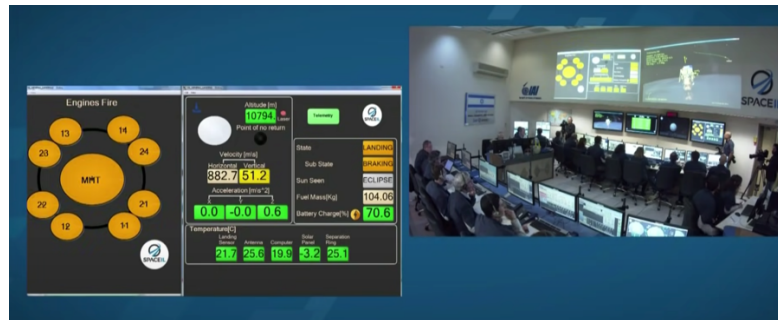 Engines Fire
13
14
23
24
MHT
22
21
12
11
SPACEIL
Altitude [m]
10794,
Laser
Point of no return
Telemetry
SPACEIL
Velocity [m/s]
Horizontal Vertical
882.7 51.2
Acceleration [m/s^2]
0.0 -0.0 0.6
State LANDING
Sub State BRAKING
Sun Seen ECLIPSE
Fuel Mass[Kg] 104.06
Battery Charge[%] 70.6
Temperature[C]
Landing Sensor Antenna Computer Solar Panel Separation Ring
21.7 25.6 19.9 -3.2 25.1
SPACEIL